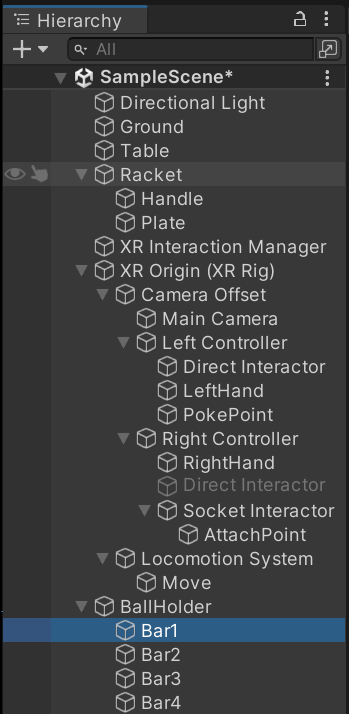 Hierarchy
All
SampleScene*
Directional Light
Ground
Table
Racket
Handle
Plate
XR Interaction Manager
XR Origin (XR Rig)
Camera Offset
Main Camera
Left Controller
Direct Interactor
LeftHand
PokePoint
Right Controller
RightHand
Direct Interactor
Socket Interactor
AttachPoint
Locomotion System
Move
BallHolder
Bar1
Bar2
Bar3
Bar4